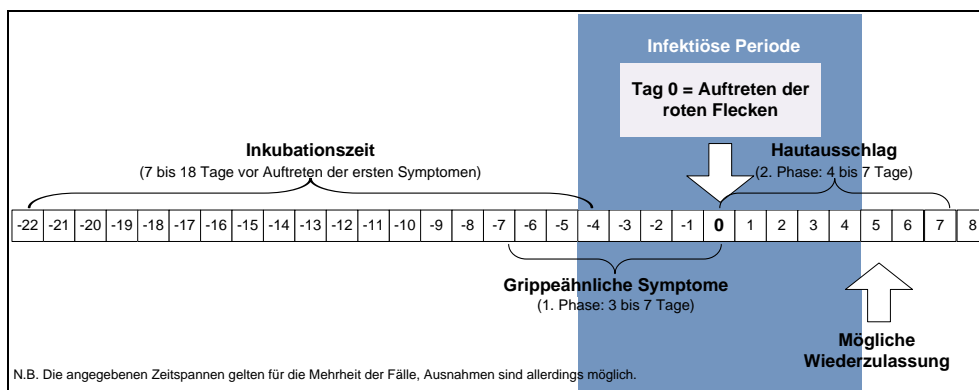 Infektiöse Periode
Tag 0 = Auftreten der
roten Flecken
Inkubationszeit
(7 bis 18 Tage vor Auftreten der ersten Symptomen)
Hautausschlag
(2. Phase: 4 bis 7 Tage)
-22 -21 -20 -19 -18 -17 -16 -15 -14 -13 -12 -11 -10 -9 -8 -7 -6 -5 -4 -3 -2 -1 0 1 2 3 4 5 6 7 8
Grippeähnliche Symptome
(1. Phase: 3 bis 7 Tage)
Mögliche
Wiederzulassung
N.B. Die angegebenen Zeitspannen gelten für die Mehrheit der Fälle, Ausnahmen sind allerdings möglich.